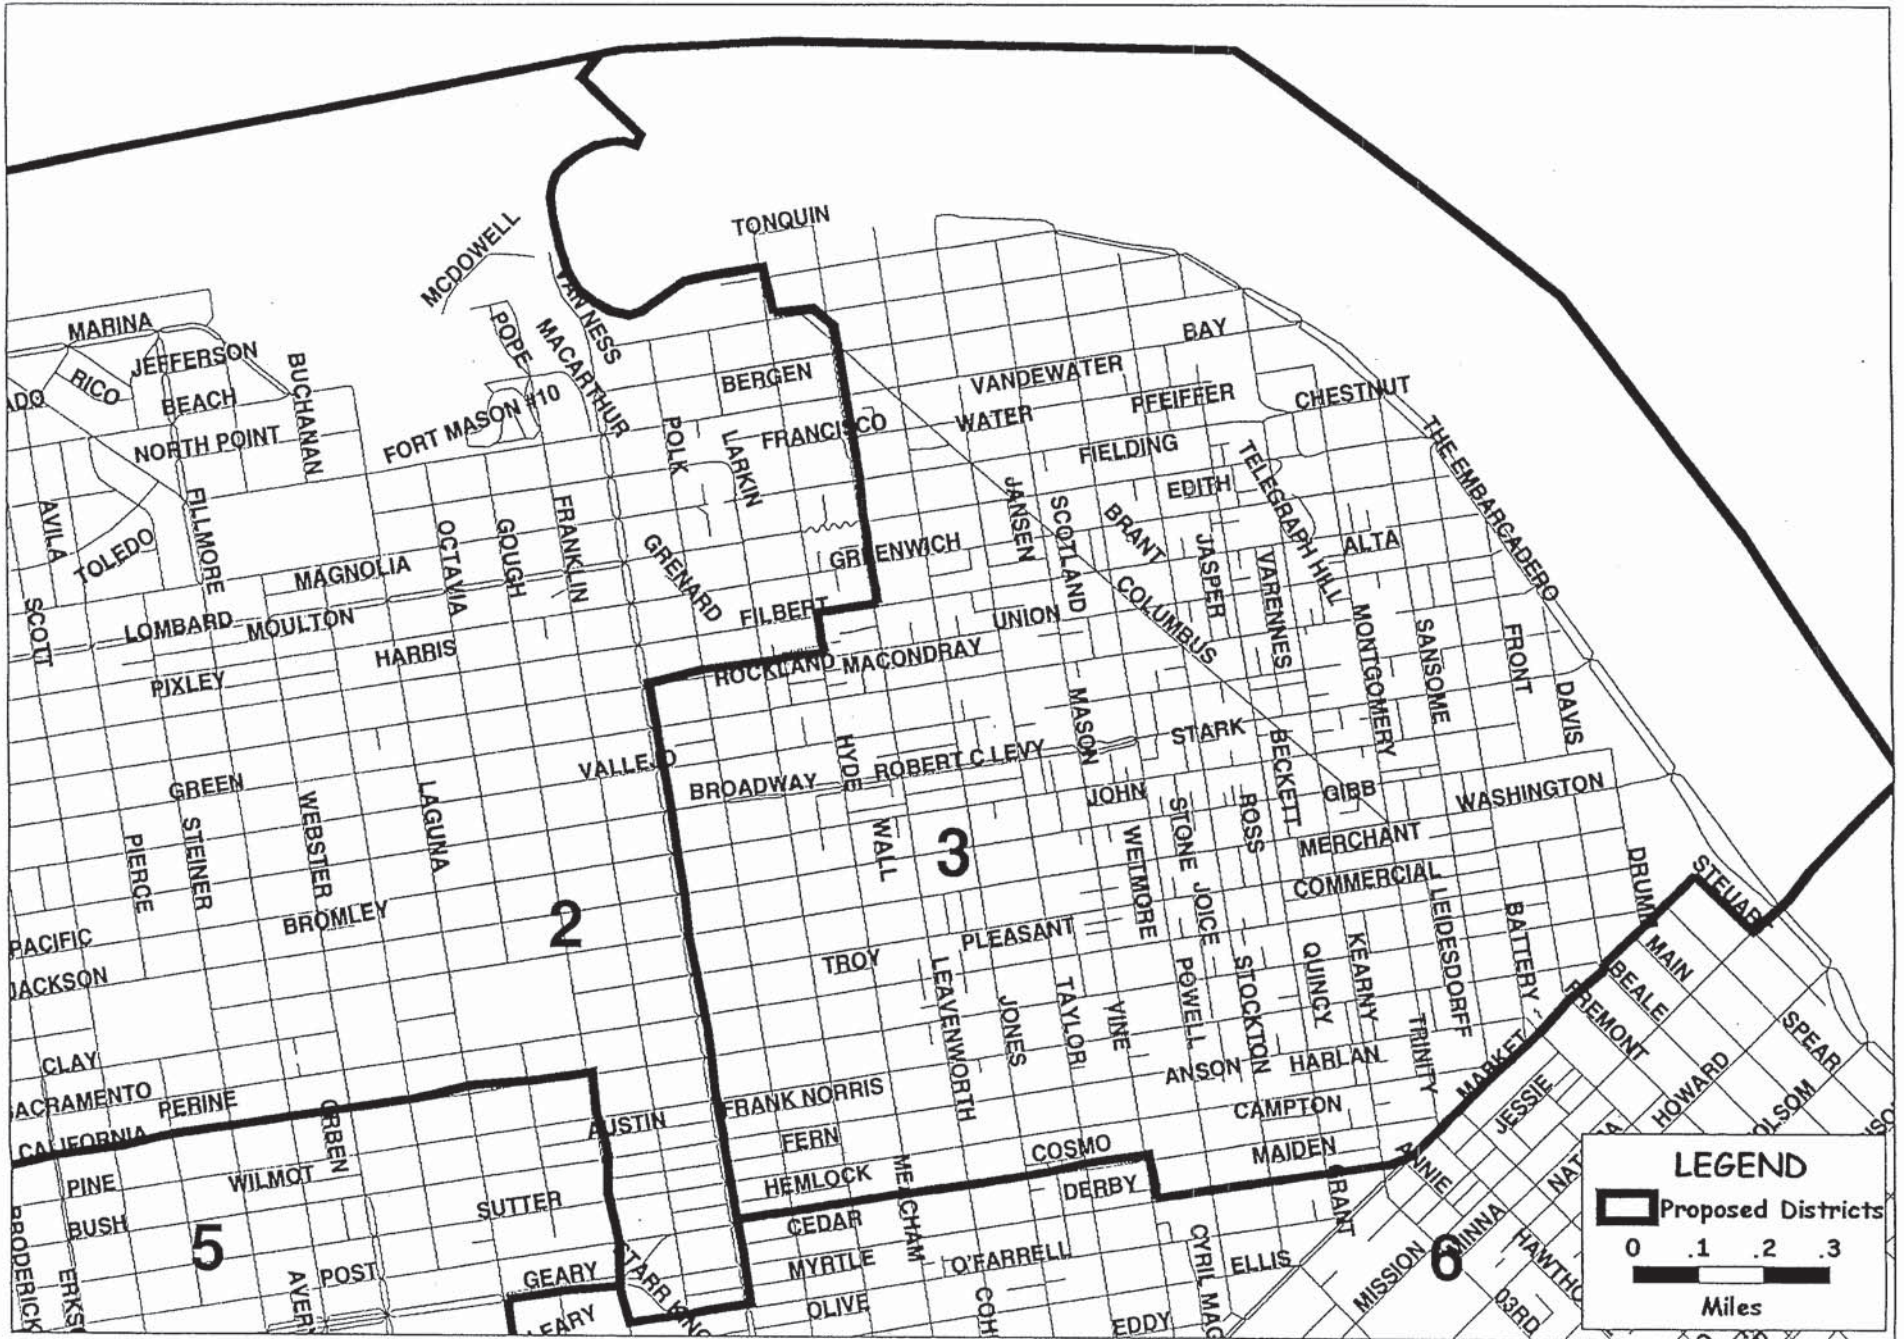 TONQUIN
MCDOWELL
VAN NESS
MARINA
JEFFERSON
RICO
BEACH
BUCHANAN
POPE
MACARTHUR
FORT MASON #10
NORTH POINT
BERGEN
BAY
VANDEWATER
PFEIFFER
CHESTNUT
WATER
FRANCISCO
POLK
LARKIN
FIELDING
EDITH
TELEGRAPH HILL
THE EMBARCADERO
AVILA
TOLEDO
FILLMORE
OCTAVIA
GOUGH
FRANKLIN
MAGNOLIA
GRENARD
GREENWICH
JANSEN
SCOTLAND
BRANT
JASPER
VARENNES
ALTA
SCOTT
LOMBARD
MOULTON
HARRIS
PIXLEY
FILBERT
UNION
COLUMBUS
MONTGOMERY
SANSOME
FRONT
DAVIS
ROCKLAND
MACONDRAY
MASON
STARK
VALLEJO
HYDE
ROBERT C LEVY
BROADWAY
BECKETT
GREEN
WEBSTER
LAGUNA
PIERCE
STEINER
JOHN
STONE
ROSS
GIBB
WASHINGTON
WALL
3
WETMORE
MERCHANT
COMMERCIAL
DRUMM
STEUART
BROMLEY
2
PLEASANT
TROY
JOICE
LEIDESDORFF
BATTERY
PACIFIC
JACKSON
LEAVENWORTH
JONES
TAYLOR
VINE
POWELL
STOCKTON
QUINCY
KEARNY
TRINITY
MAIN
BEALE
FREMONT
SPEAR
CLAY
SACRAMENTO
PERINE
ORBEN
AUSTIN
FRANK NORRIS
ANSON
HARLAN
MARKET
JESSIE
HOWARD
FOLSOM
CALIFORNIA
CAMPTON
FERN
COSMO
MAIDEN
ANNIE
PINE
WILMOT
HEMLOCK
MEACHAM
DERBY
GRANT
BUSH
SUTTER
CEDAR
5
BRODERICK
POST
GEARY
STARR KING
MYRTLE
O'FARRELL
CYRIL MAG
ELLIS
MISSION
MINNA
6
HAWTHO
AVERY
OLIVE
EDDY
03RD
LEGEND
Proposed Districts
0 .1 .2 .3
Miles